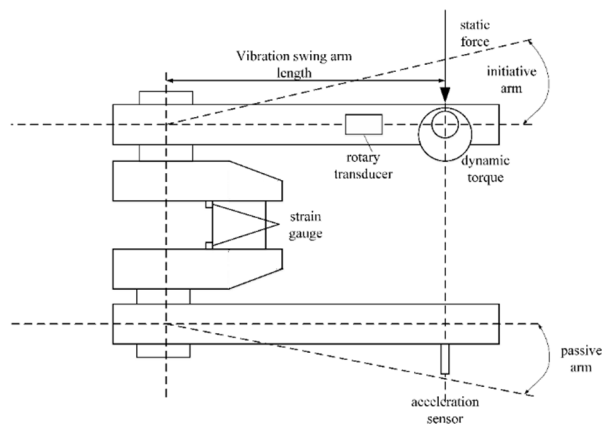 static
force
Vibration swing arm
length
initiative
arm
rotary
transducer
dynamic
torque
strain
gauge
passive
arm
acceleration
sensor